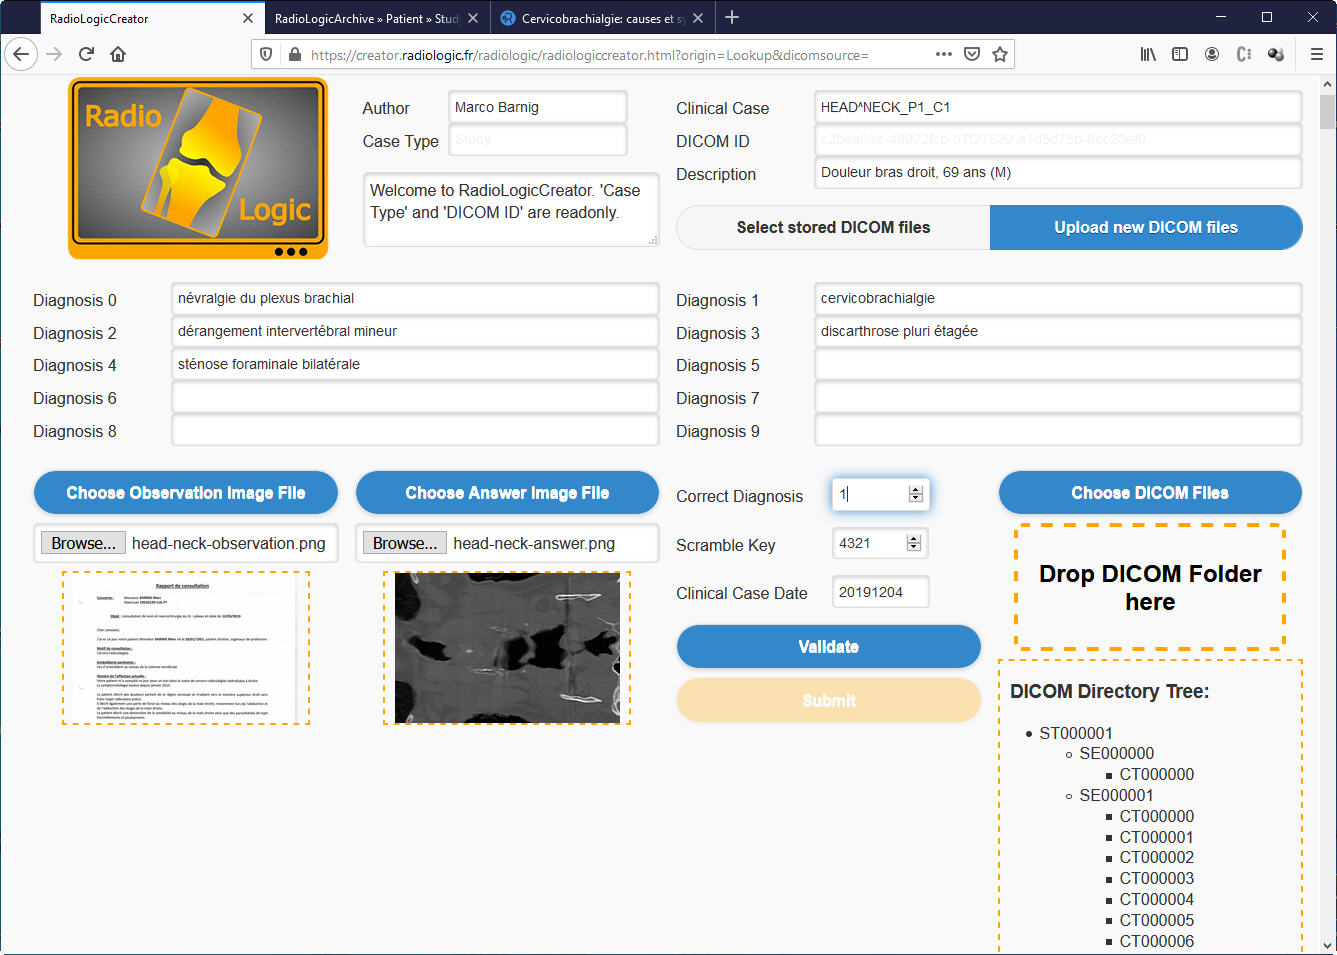 RadioLogicCreator
RadioLogicArchive » Patient » Stud
Cervicobrachialgie: causes et sy
https://creator.radiologic.fr/radiologic/radiologiccreator.html?origin=Lookup&dicomsource=
Radio
Logic
Author
Marco Barnig
Case Type
Study
Welcome to RadioLogicCreator. 'Case
Type' and 'DICOM ID' are readonly.
Clinical Case
HEAD^NECK_P1_C1
DICOM ID
c2b4a03a-40922fcb-57f27629-a1d5d75b-8ec23ef0
Description
Douleur bras droit, 69 ans (M)
Select stored DICOM files
Upload new DICOM files
Diagnosis 0
névralgie du plexus brachial
Diagnosis 1
cervicobrachialgie
Diagnosis 2
dérangement intervertébral mineur
Diagnosis 3
discarthrose pluri étagée
Diagnosis 4
sténose foraminale bilatérale
Diagnosis 5
Diagnosis 6
Diagnosis 7
Diagnosis 8
Diagnosis 9
Choose Observation Image File
Browse... head-neck-observation.png
Rapport de consultation
Choose Answer Image File
Browse... head-neck-answer.png
Correct Diagnosis
1
Scramble Key
4321
Clinical Case Date
20191204
Validate
Submit
Choose DICOM Files
Drop DICOM Folder
here
DICOM Directory Tree:
ST000001
SE000000
CT000000
SE000001
CT000000
CT000001
CT000002
CT000003
CT000004
CT000005
CT000006